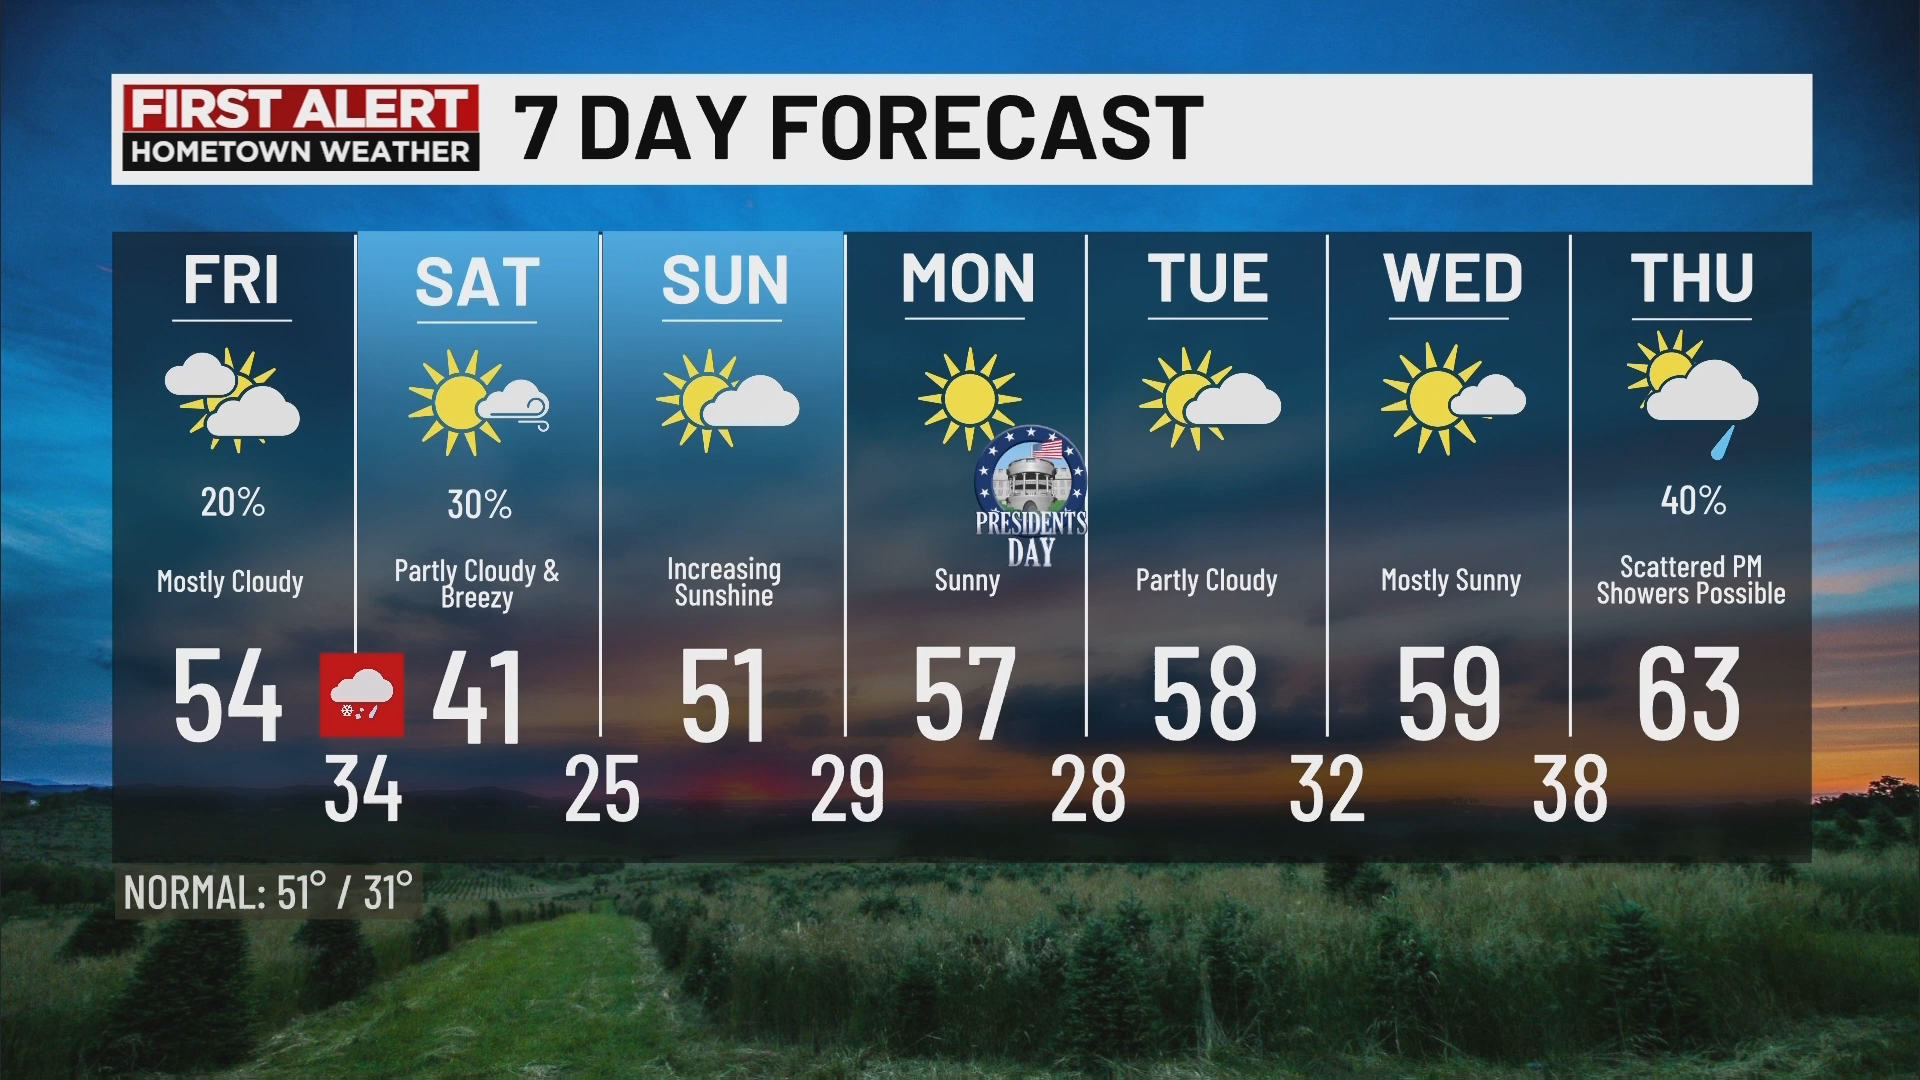 FIRST ALERT
HOMETOWN WEATHER
7 DAY FORECAST
FRI
SAT
SUN
MON
TUE
WED
THU
20%
30%
40%
PRESIDENTS
DAY
Mostly Cloudy
Partly Cloudy &
Breezy
Increasing
Sunshine
Sunny
Partly Cloudy
Mostly Sunny
Scattered PM
Showers Possible
54
41
51
57
58
59
63
34
25
29
28
32
38
NORMAL: 51° / 31°